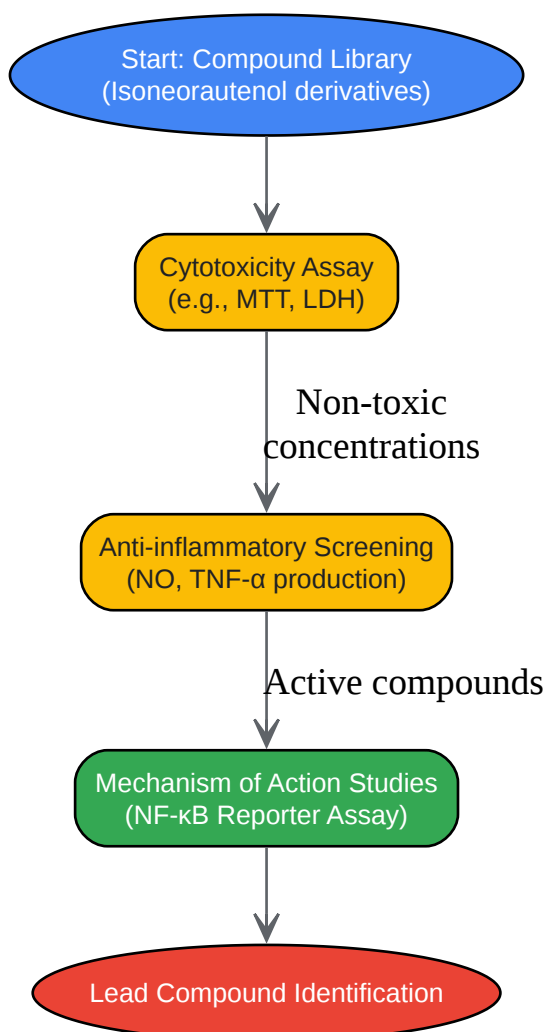 Start: Compound Library
(Isoneorautenol derivatives)
Cytotoxicity Assay
(e.g., MTT, LDH)
Non-toxic
concentrations
Anti-inflammatory Screening
(NO, TNF-α production)
Active compounds
Mechanism of Action Studies
(NF-κB Reporter Assay)
Lead Compound Identification